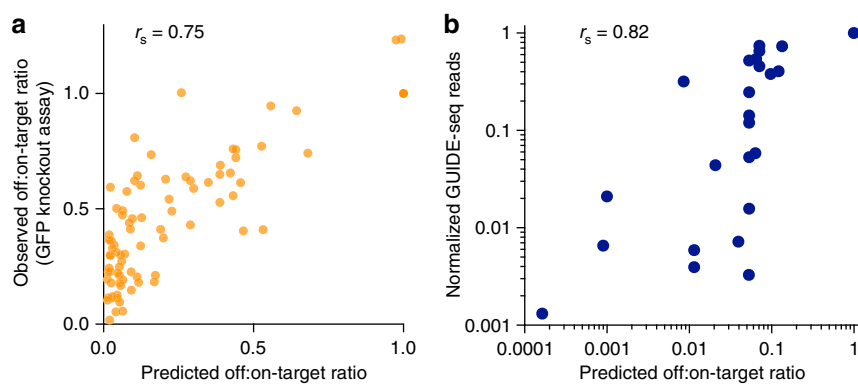 a
r_s = 0.75
Observed off:on-target ratio
(GFP knockout assay)
1.0
0.5
0.0
0.0 0.5 1.0
Predicted off:on-target ratio
b
r_s = 0.82
Normalized GUIDE-seq reads
1
0.1
0.01
0.001
0.0001 0.001 0.01 0.1 1
Predicted off:on-target ratio